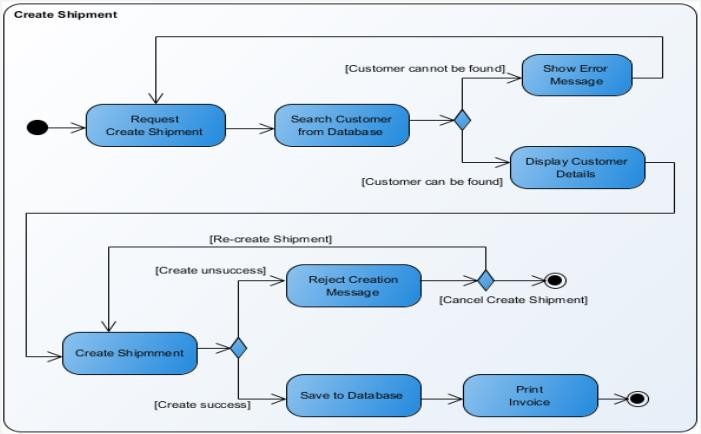 Create Shipment
[Customer cannot be found]
Show Error
Message
Request
Create Shipment
Search Customer
from Database
Display Customer
Details
[Customer can be found]
[Re-create Shipment]
[Create unsuccess]
Reject Creation
Message
[Cancel Create Shipment]
Create Shipmment
[Create success]
Save to Database
Print
Invoice